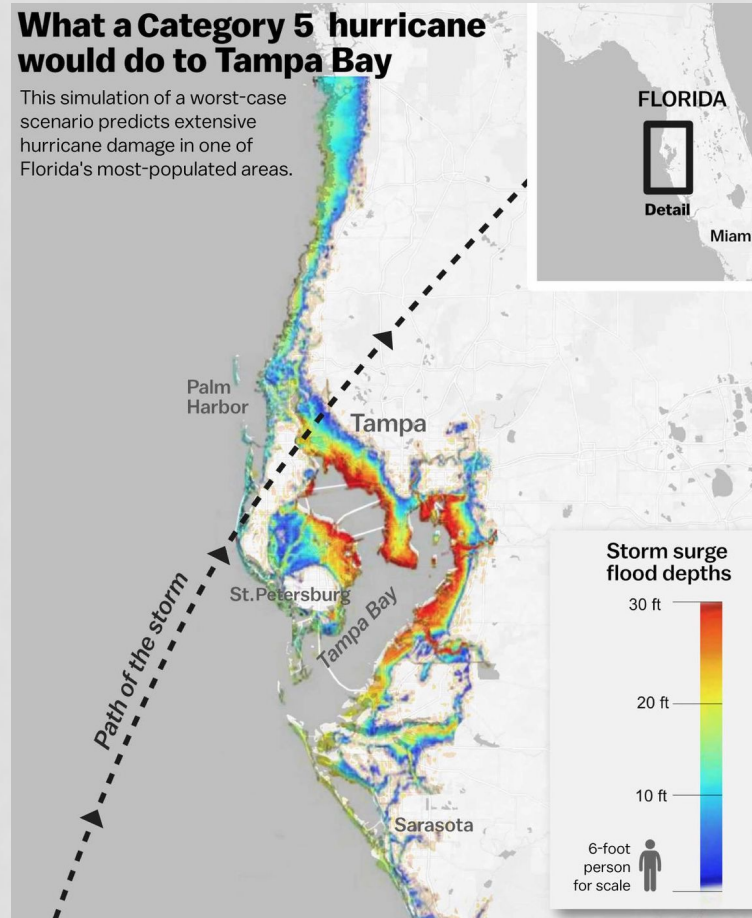 What a Category 5 hurricane
would do to Tampa Bay
This simulation of a worst-case
scenario predicts extensive
hurricane damage in one of
Florida's most-populated areas.
FLORIDA
Detail
Miam
Palm
Harbor
Tampa
St.Petersburg
Tampa Bay
Path of the storm
Sarasota
Storm surge
flood depths
30 ft
20 ft
10 ft
6-foot
person
for scale